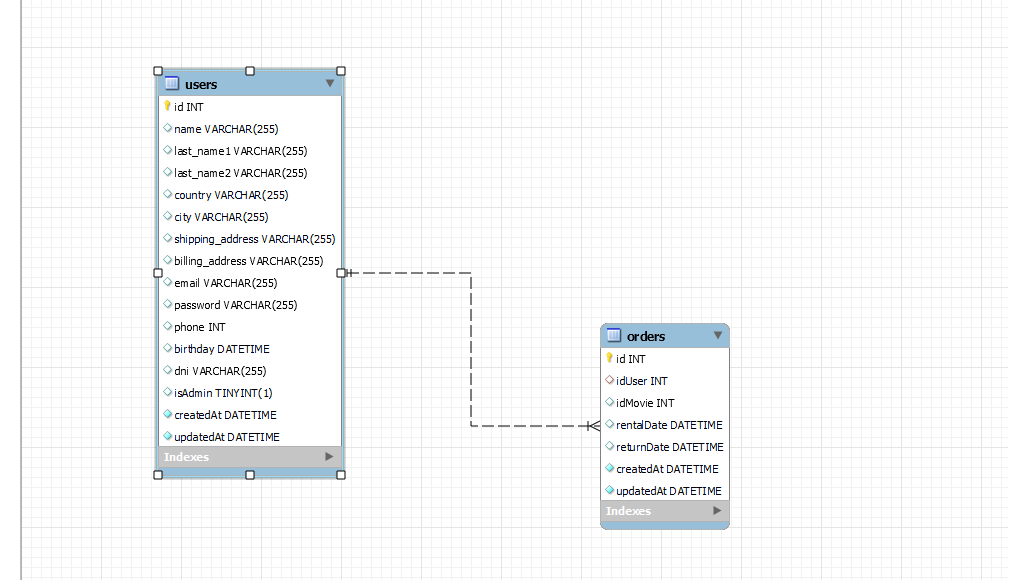 users
id INT
name VARCHAR(255)
last_name1 VARCHAR(255)
last_name2 VARCHAR(255)
country VARCHAR(255)
city VARCHAR(255)
shipping_address VARCHAR(255)
billing_address VARCHAR(255)
email VARCHAR(255)
password VARCHAR(255)
phone INT
birthday DATETIME
dni VARCHAR(255)
isAdmin TINYINT(1)
createdAt DATETIME
updatedAt DATETIME
Indexes
orders
id INT
idUser INT
idMovie INT
rentalDate DATETIME
returnDate DATETIME
createdAt DATETIME
updatedAt DATETIME
Indexes